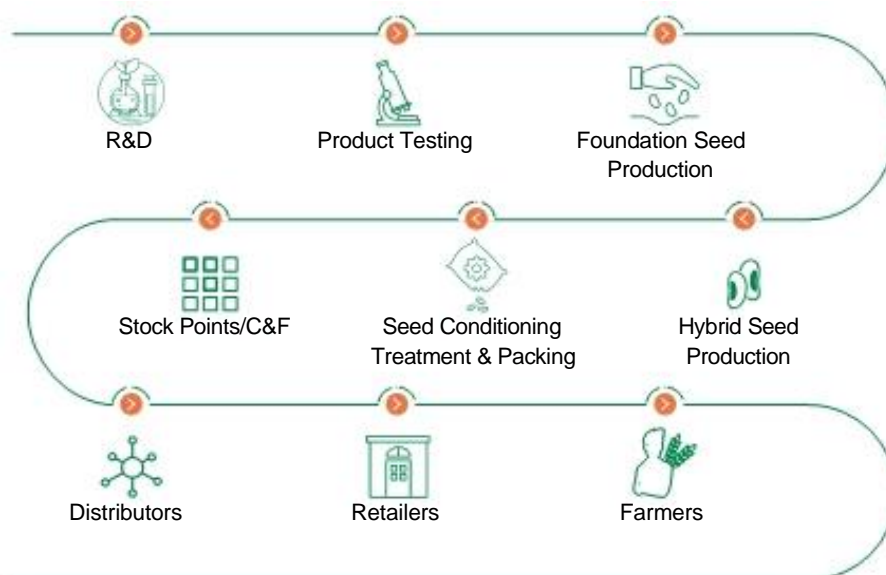 R&D
Product Testing
Foundation Seed
Production
Stock Points/C&F
Seed Conditioning
Treatment & Packing
Hybrid Seed
Production
Distributors
Retailers
Farmers